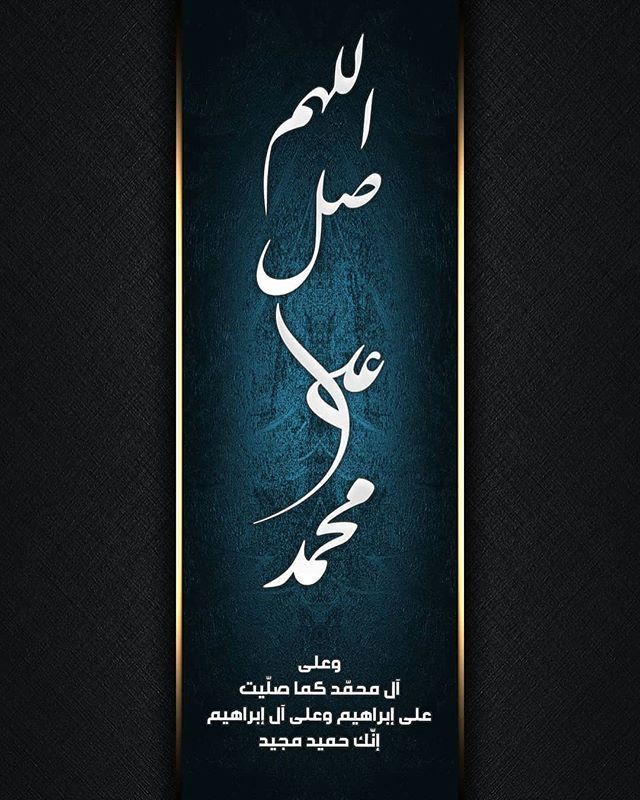 اللهم
صل
على
محمد
وعلى
آل محمّد كما صلّيت
على إبراهيم وعلى آل إبراهيم
إنّك حميد مجيد